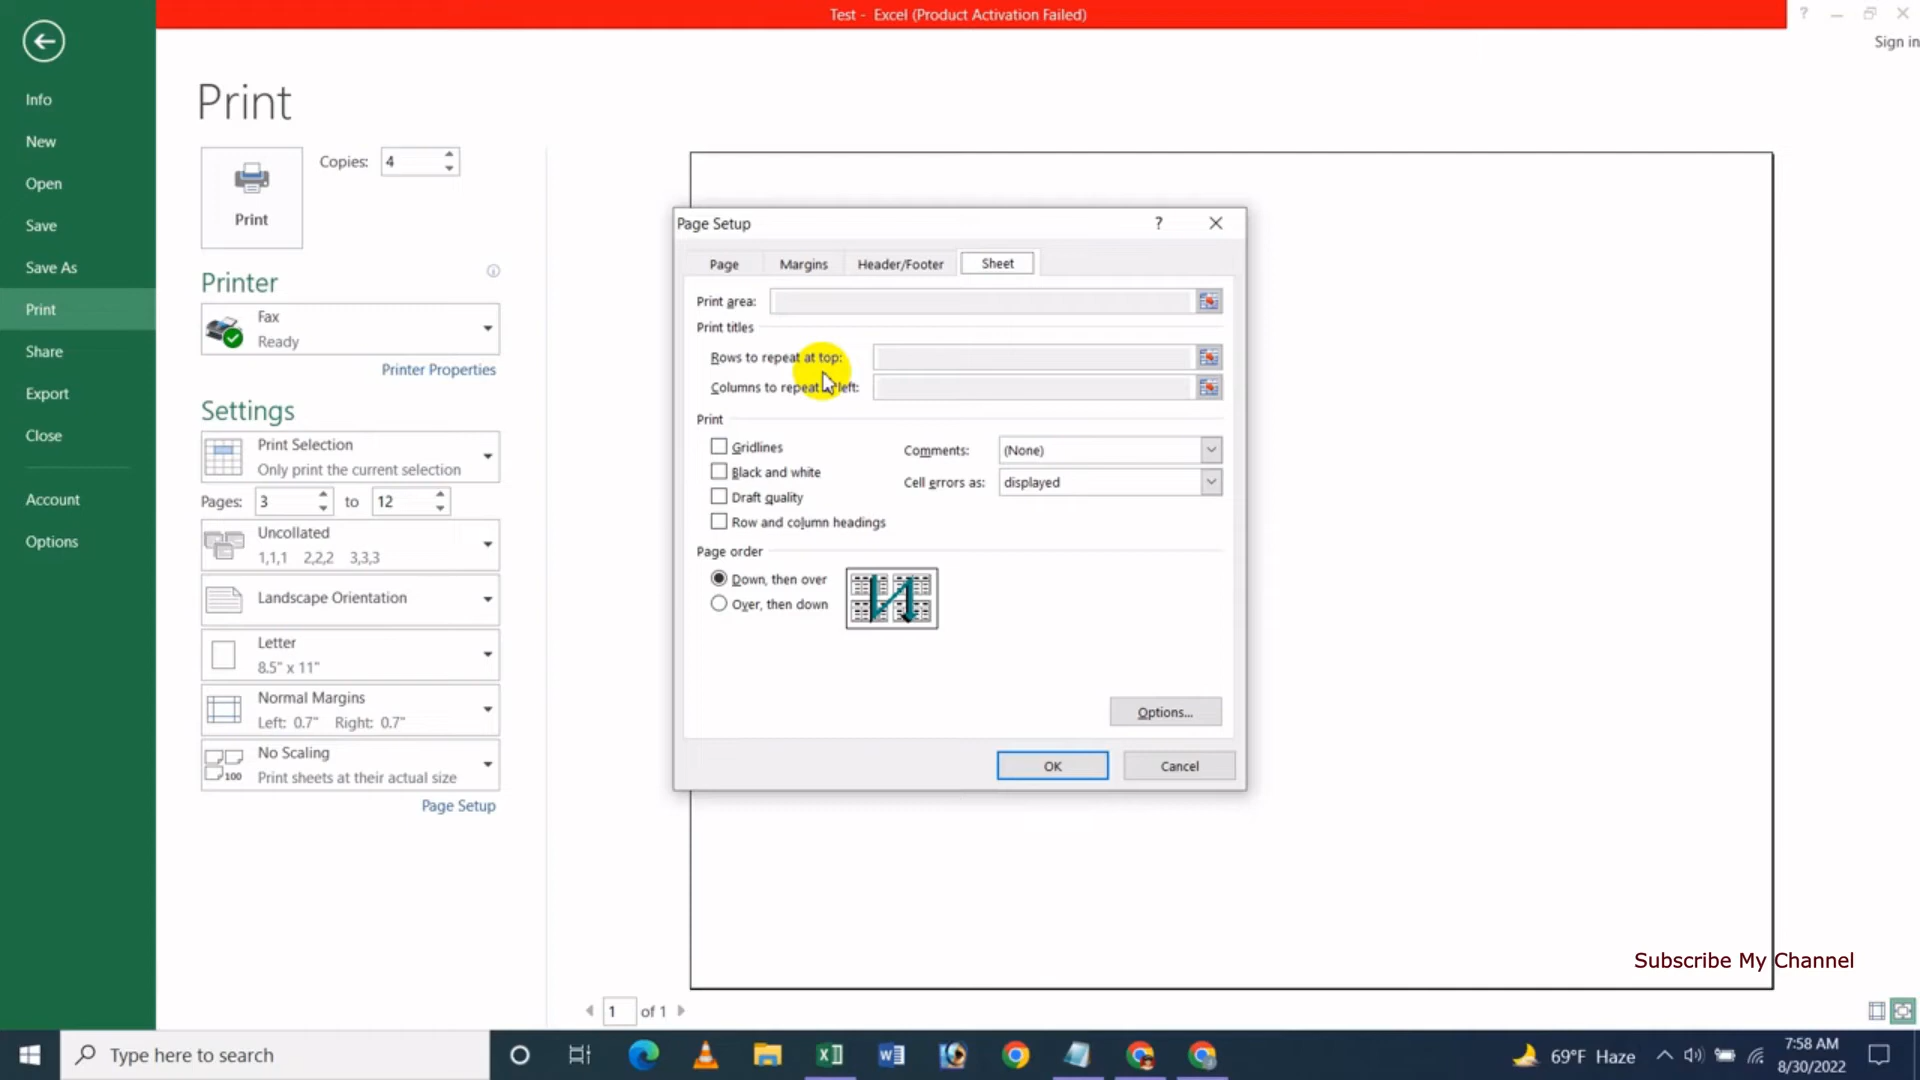 Test - Excel (Product Activation Failed)
?
Sign in
Info
New
Open
Save
Save As
Print
Share
Export
Close
Account
Options
Print
Print
Copies: 4
Printer
Fax
Ready
Printer Properties
Settings
Print Selection
Only print the current selection
Pages: 3 to 12
Uncollated
1,1,1 2,2,2 3,3,3
Landscape Orientation
Letter
8.5" x 11"
Normal Margins
Left: 0.7" Right: 0.7"
No Scaling
100
Print sheets at their actual size
Page Setup
Page Setup
?
Page Margins Header/Footer Sheet
Print area:
Print titles
Rows to repeat at top:
Columns to repeat left:
Print
Gridlines
Black and white
Draft quality
Row and column headings
Comments: (None)
Cell errors as: displayed
Page order
Down, then over
Over, then down
Options...
OK
Cancel
Subscribe My Channel
1 of 1
Type here to search
69°F Haze
7:58 AM
8/30/2022